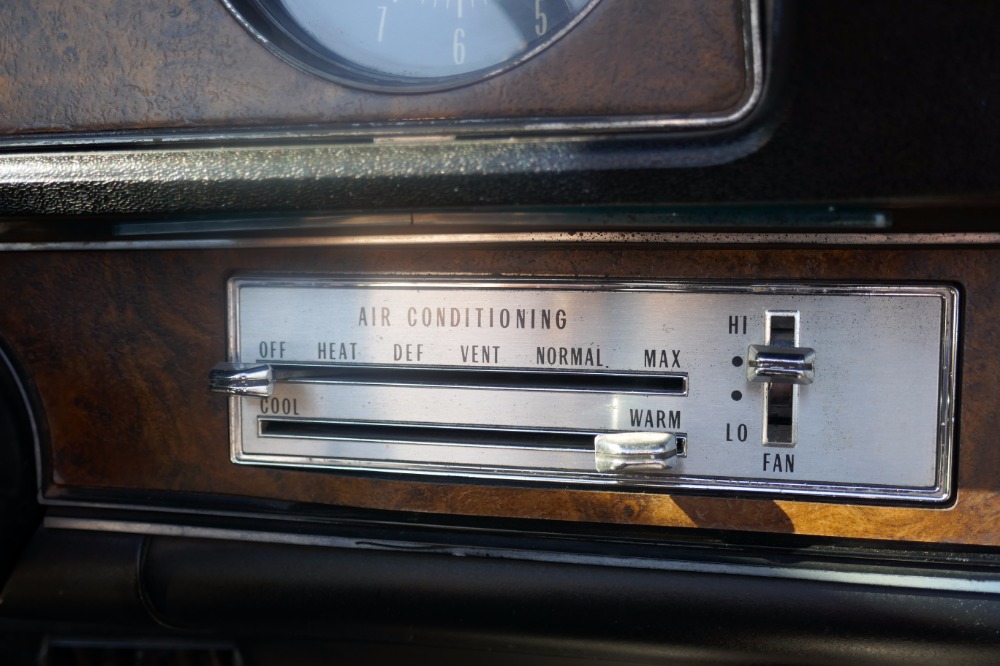 7 6 5
AIR CONDITIONING
OFF HEAT DEF VENT NORMAL MAX
COOL WARM
HI
LO
FAN